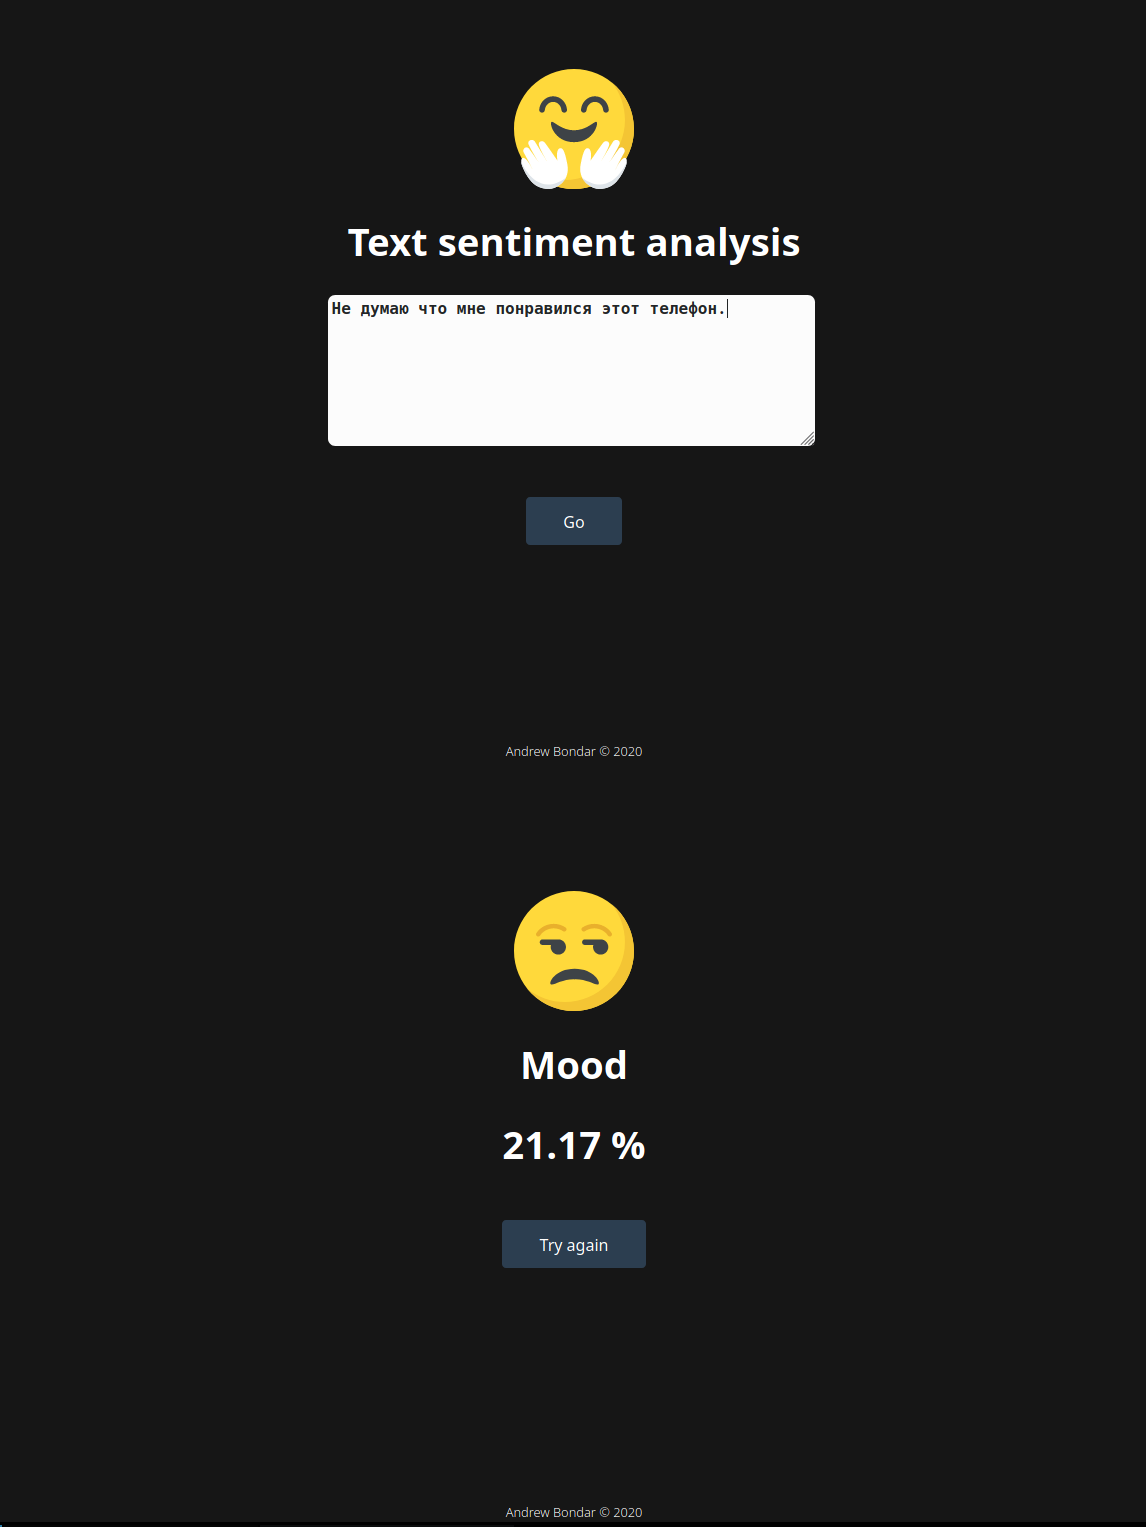 Text sentiment analysis
Не думаю что мне понравился этот телефон.
Go
Andrew Bondar © 2020
Mood
21.17 %
Try again
Andrew Bondar © 2020